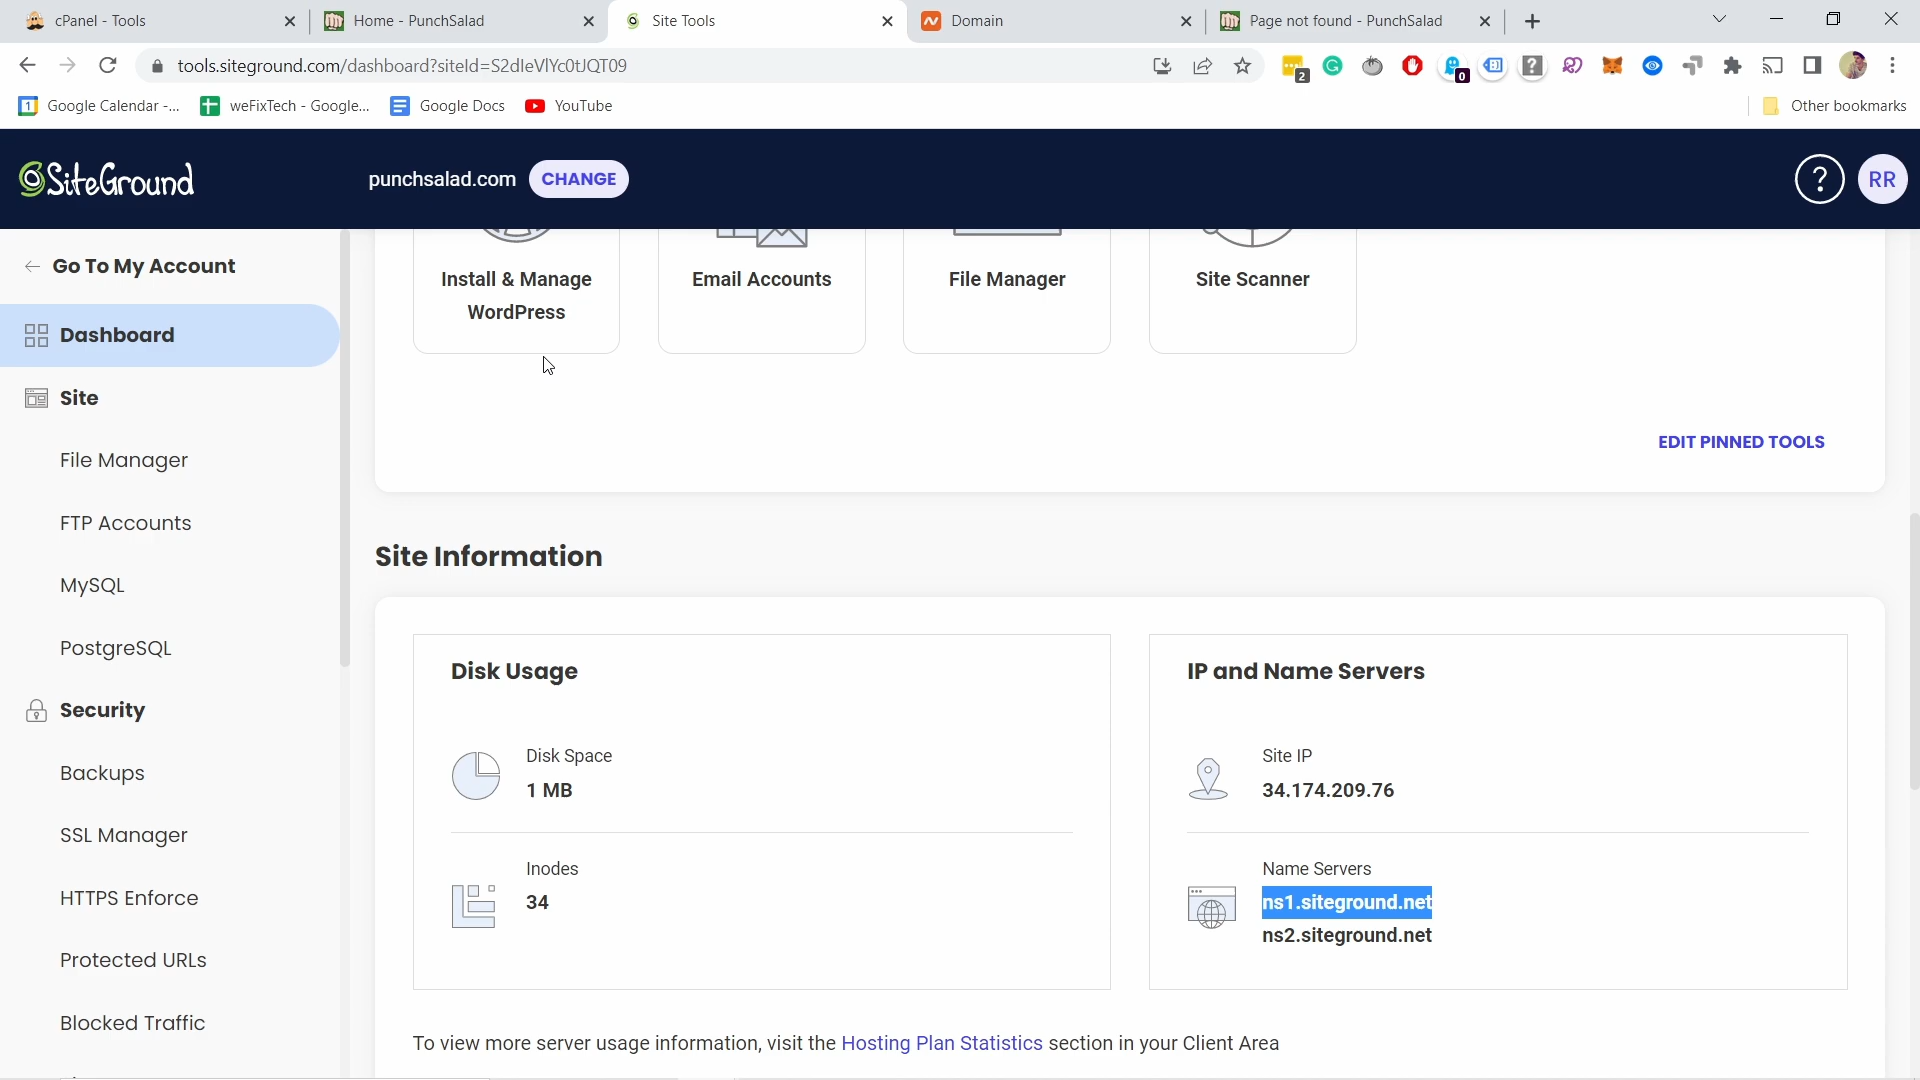 cPanel - Tools
Home - PunchSalad
Site Tools
Domain
Page not found - PunchSalad
tools.siteground.com/dashboard?siteId=S2dleVlYc0tJQT09
2
0
Google Calendar -...
weFixTech - Google...
Google Docs
YouTube
Other bookmarks
SiteGround
punchsalad.com
CHANGE
?
RR
Go To My Account
Dashboard
Site
File Manager
FTP Accounts
MySQL
PostgreSQL
Security
Backups
SSL Manager
HTTPS Enforce
Protected URLs
Blocked Traffic
Install & Manage
WordPress
Email Accounts
File Manager
Site Scanner
EDIT PINNED TOOLS
Site Information
Disk Usage
Disk Space
1 MB
Inodes
34
IP and Name Servers
Site IP
34.174.209.76
Name Servers
ns1.siteground.net
ns2.siteground.net
To view more server usage information, visit the Hosting Plan Statistics section in your Client Area